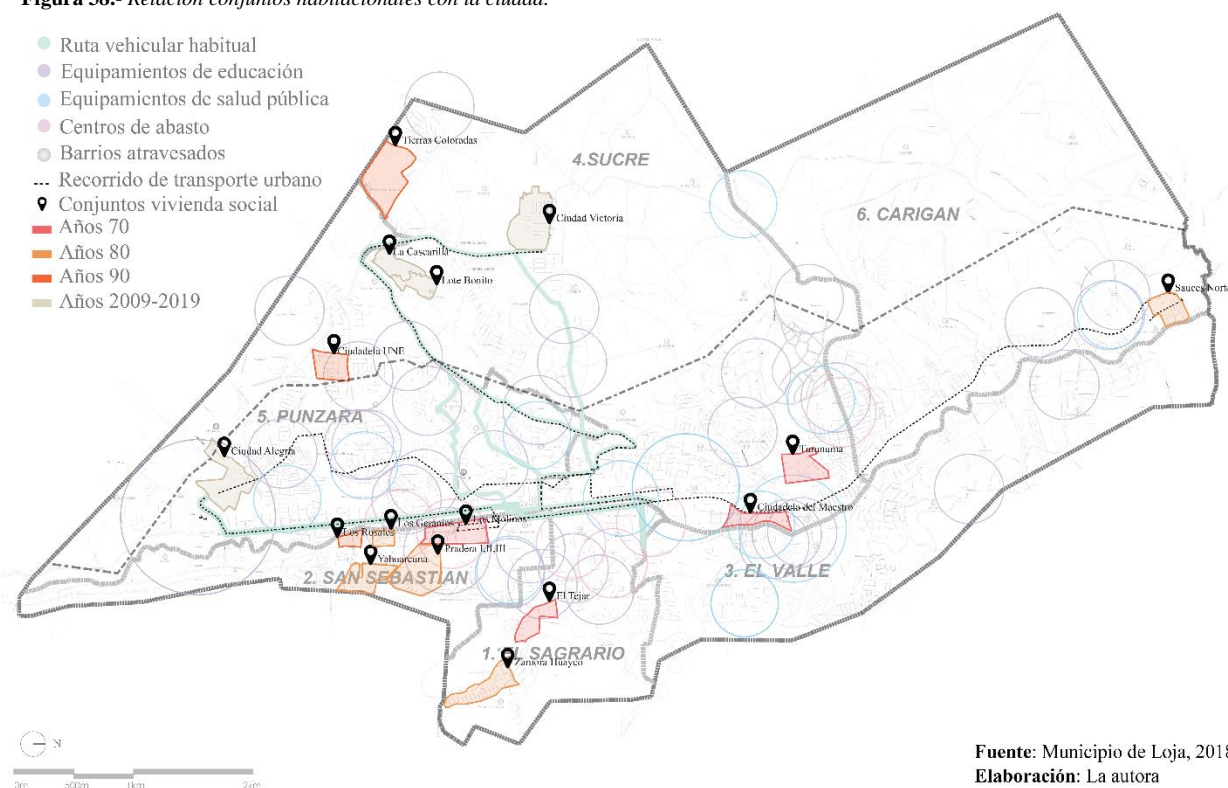 Figura 38.- Relación conjuntos habitacionales con la ciudad.
Ruta vehicular habitual
Equipamientos de educación
Equipamientos de salud pública
Centros de abasto
Barrios atravesados
Recorrido de transporte urbano
Conjuntos vivienda social
Años 70
Años 80
Años 90
Años 2009-2019
Tierras Coloradas
4.SUCRE
Ciudad Victoria
6. CARIGAN
La Cascarilla
Lote Bonito
Sauces Norte
Ciudadela UNE
5. PUNZARA
Ciudad Alegría
Turunuma
Ciudadela del Maestro
Los Rosales
Los Geranios
Los Molinos
Yahuarcuna
Pradera I,II,III
2. SAN SEBASTIAN
3. EL VALLE
El Tejar
1. EL SAGRARIO
Zamora Huayco
N
0m 500m 1km 2km
Fuente: Municipio de Loja, 2018
Elaboración: La autora